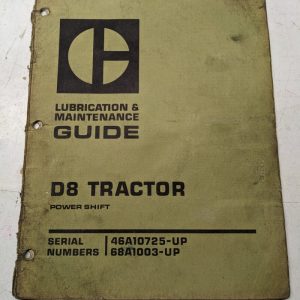 LUBRICATION &
MAINTENANCE
GUIDE
D8 TRACTOR
POWER SHIFT
SERIAL 46A10725-UP
NUMBERS 68A1003-UP